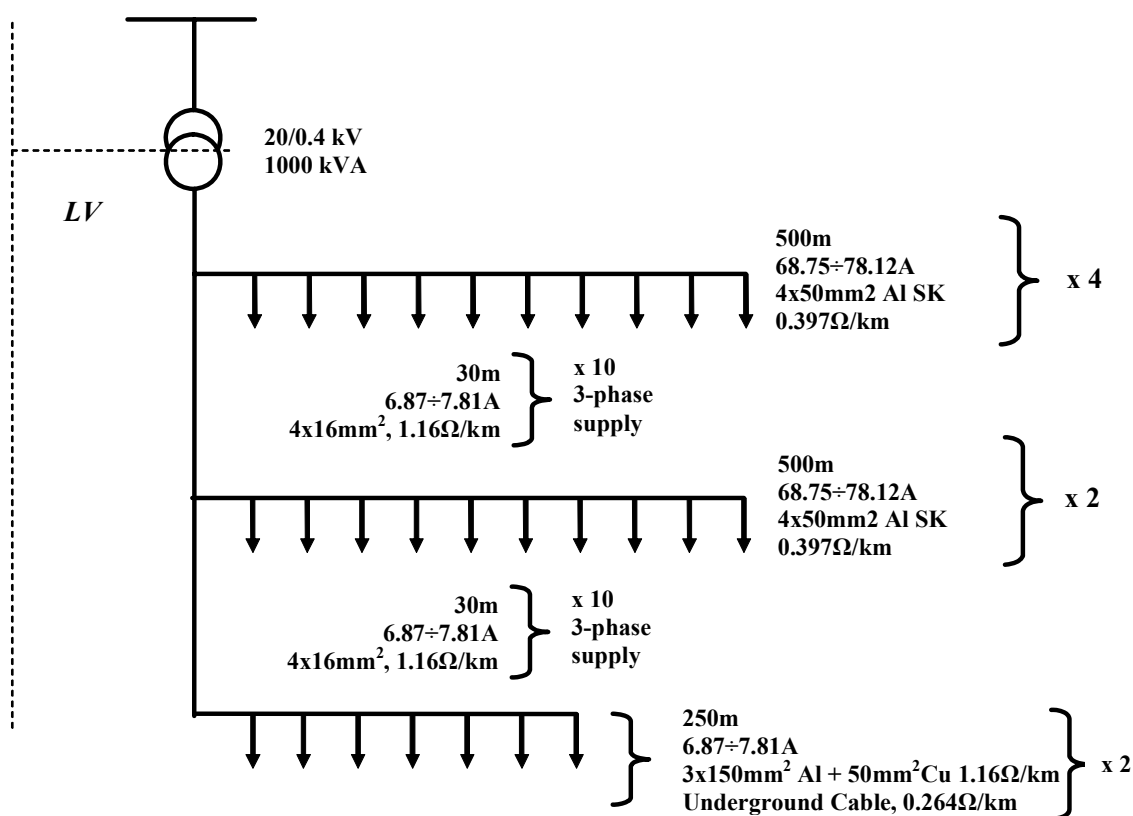 20/0.4 kV
1000 kVA
LV
500m
68.75÷78.12A
4x50mm2 Al SK
0.397Ω/km
x 4
30m
6.87÷7.81A
4x16mm², 1.16Ω/km
x 10
3-phase
supply
500m
68.75÷78.12A
4x50mm2 Al SK
0.397Ω/km
x 2
30m
6.87÷7.81A
4x16mm², 1.16Ω/km
x 10
3-phase
supply
250m
6.87÷7.81A
3x150mm² Al + 50mm²Cu 1.16Ω/km
Underground Cable, 0.264Ω/km
x 2